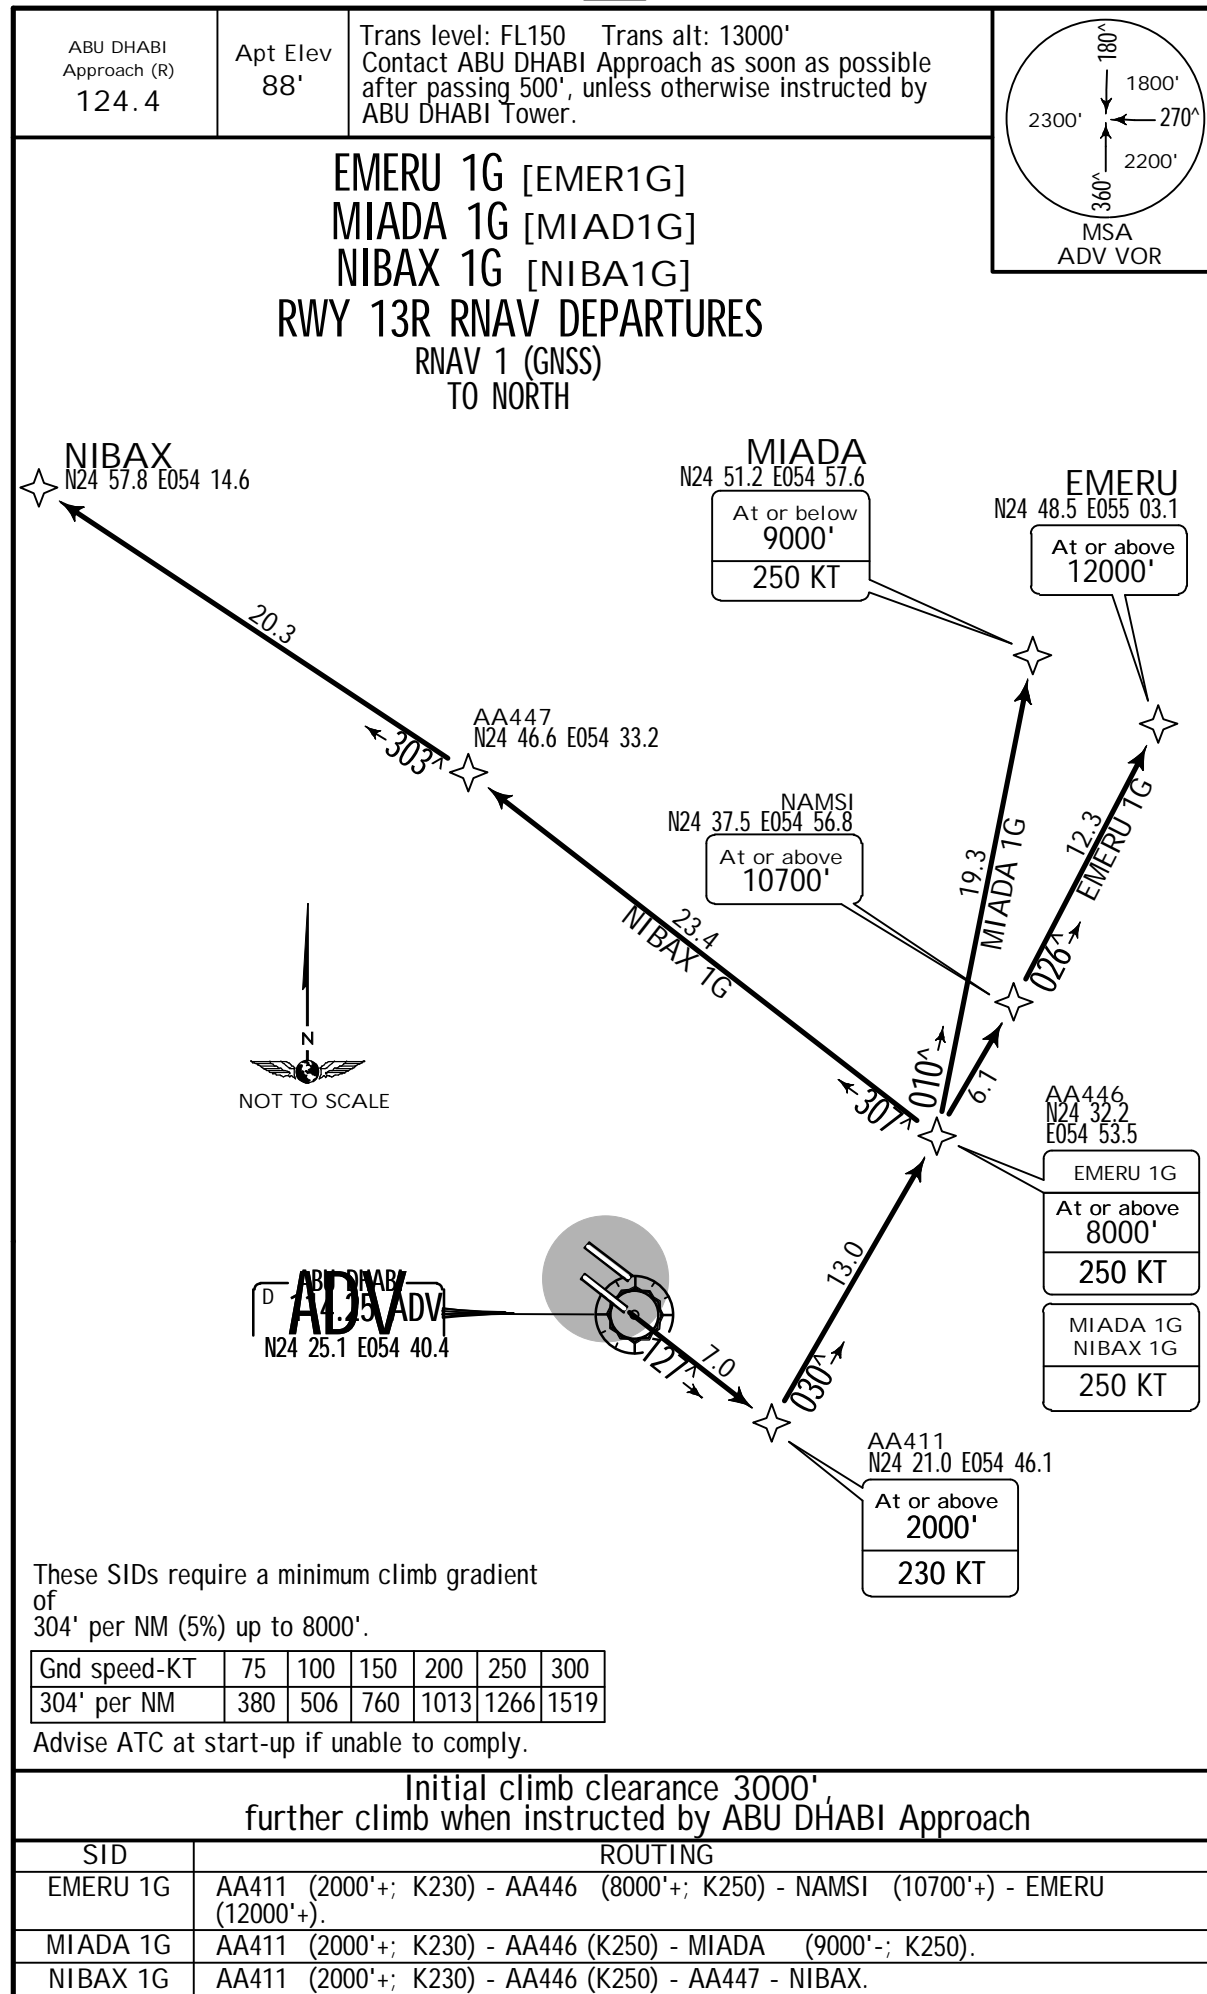 ABU DHABI
Approach (R)
124.4
Apt Elev
88'
Trans level: FL150 Trans alt: 13000'
Contact ABU DHABI Approach as soon as possible
after passing 500', unless otherwise instructed by
ABU DHABI Tower.
180^
1800'
2300'
270^
2200'
360^
MSA
ADV VOR
EMERU 1G [EMER1G]
MIADA 1G [MIAD1G]
NIBAX 1G [NIBA1G]
RWY 13R RNAV DEPARTURES
RNAV 1 (GNSS)
TO NORTH
NIBAX
N24 57.8 E054 14.6
MIADA
N24 51.2 E054 57.6
At or below
9000'
250 KT
EMERU
N24 48.5 E055 03.1
At or above
12000'
20.3
AA447
N24 46.6 E054 33.2
303^
NAMSI
N24 37.5 E054 56.8
At or above
10700'
19.3
MIADA 1G
12.3
EMERU 1G
23.4
NIBAX 1G
026^
N
NOT TO SCALE
307^
010^
6.1
AA446
N24 32.2
E054 53.5
EMERU 1G
At or above
8000'
250 KT
MIADA 1G
NIBAX 1G
250 KT
13.0
ABU DHABI
D
ADV
114.25 ADV
N24 25.1 E054 40.4
127^
7.0
030^
AA411
N24 21.0 E054 46.1
At or above
2000'
230 KT
These SIDs require a minimum climb gradient
of
304' per NM (5%) up to 8000'.
Gnd speed-KT 75 100 150 200 250 300
304' per NM 380 506 760 1013 1266 1519
Advise ATC at start-up if unable to comply.
Initial climb clearance 3000',
further climb when instructed by ABU DHABI Approach
SID ROUTING
EMERU 1G AA411 (2000'+; K230) - AA446 (8000'+; K250) - NAMSI (10700'+) - EMERU
(12000'+).
MIADA 1G AA411 (2000'+; K230) - AA446 (K250) - MIADA (9000'-; K250).
NIBAX 1G AA411 (2000'+; K230) - AA446 (K250) - AA447 - NIBAX.